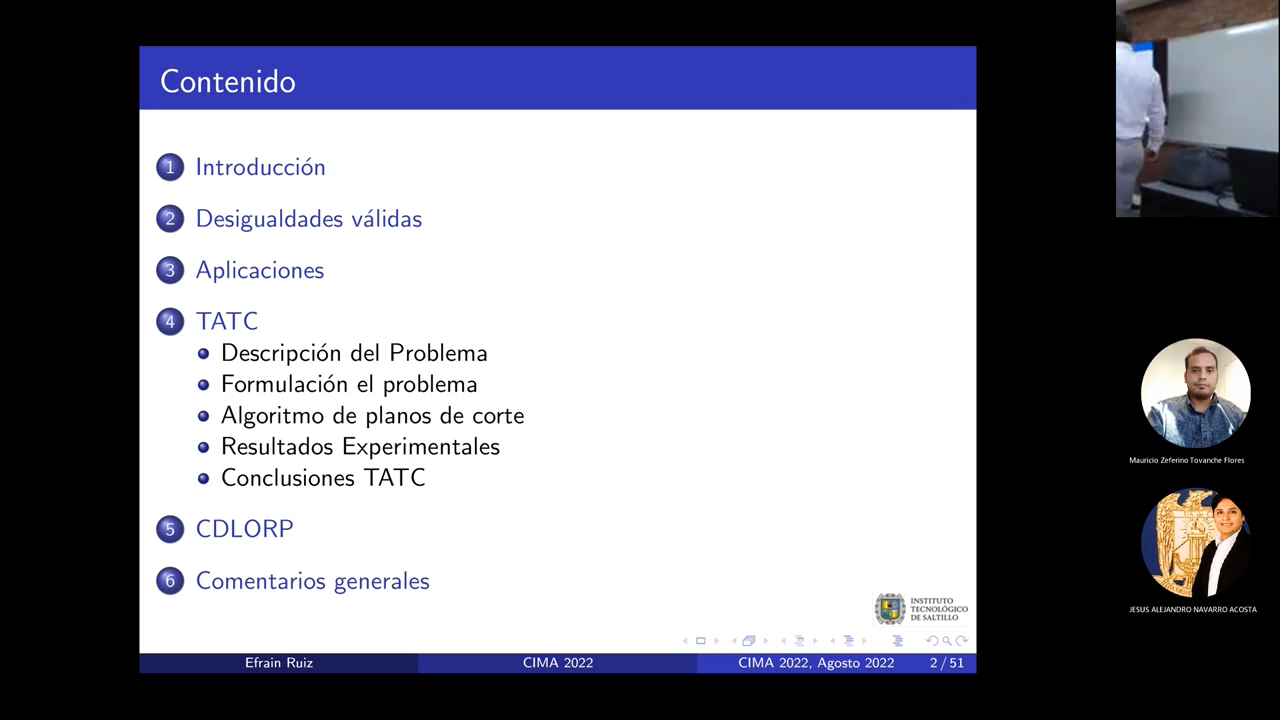 Contenido
1 Introducción
2 Desigualdades válidas
3 Aplicaciones
4 TATC
Descripción del Problema
Formulación el problema
Algoritmo de planos de corte
Resultados Experimentales
Conclusiones TATC
5 CDLORP
6 Comentarios generales
INSTITUTO
TECNOLÓGICO
DE SALTILLO
Efrain Ruiz
CIMA 2022
CIMA 2022, Agosto 2022
2 / 51
Mauricio Zeferino Tovanche Flores
JESUS ALEJANDRO NAVARRO ACOSTA